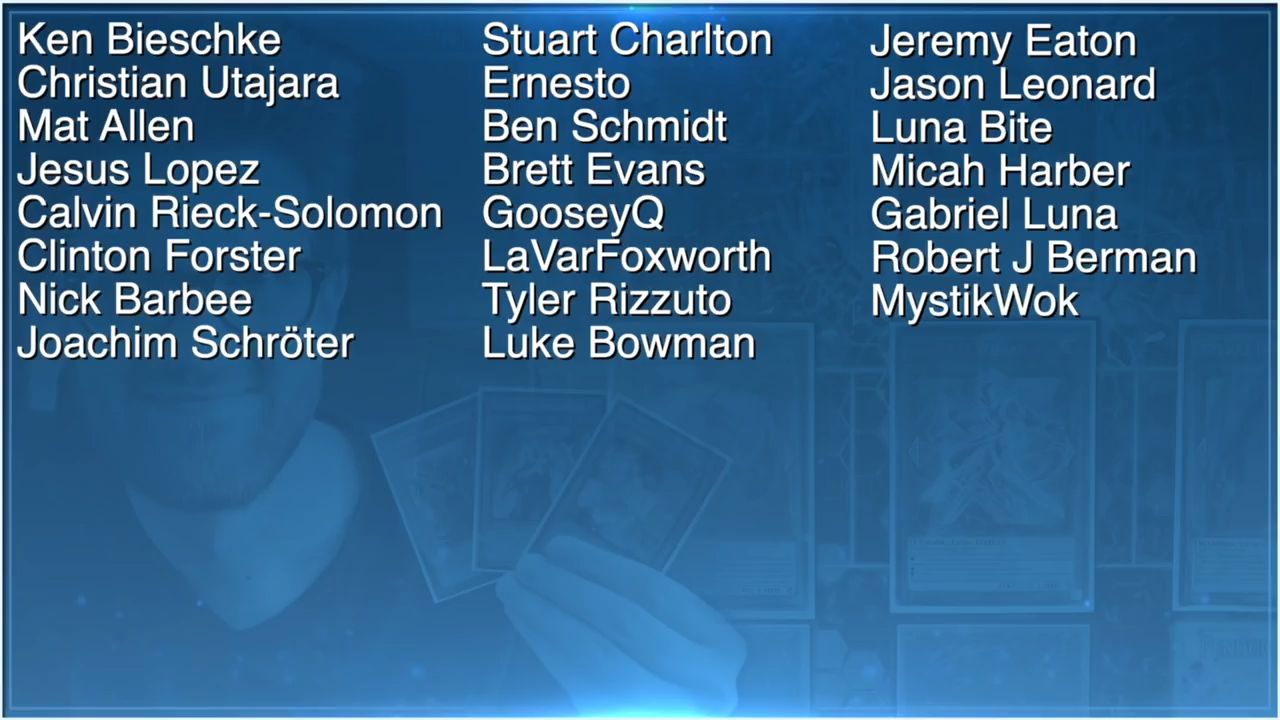 Ken Bieschke
Christian Utajara
Mat Allen
Jesus Lopez
Calvin Rieck-Solomon
Clinton Forster
Nick Barbee
Joachim Schröter
Stuart Charlton
Ernesto
Ben Schmidt
Brett Evans
GooseyQ
LaVarFoxworth
Tyler Rizzuto
Luke Bowman
Jeremy Eaton
Jason Leonard
Luna Bite
Micah Harber
Gabriel Luna
Robert J Berman
MystikWok